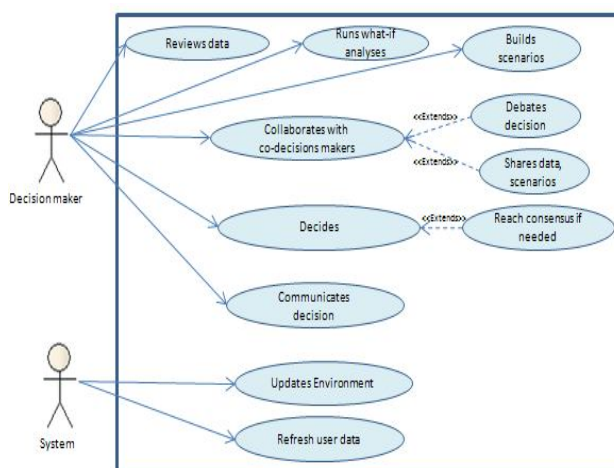 Reviews data
Runs what-if
analyses
Builds
scenarios
Collaborates with
co-decisions makers
<<Extends>>
Debates
decision
<<Extends>>
Shares data,
scenarios
Decision maker
Decides
<<Extends>>
Reach consensus if
needed
Communicates
decision
System
Updates Environment
Refresh user data